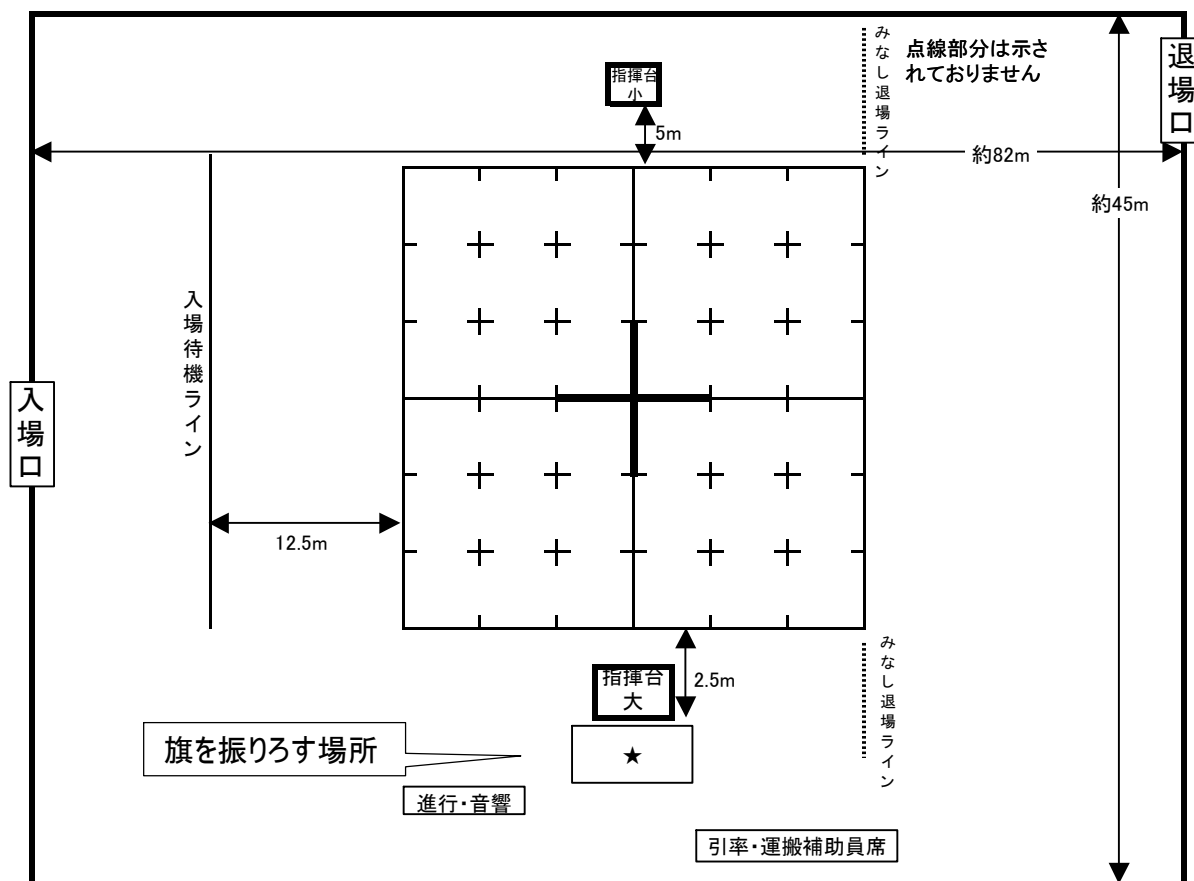 指揮台
小
みなし退場ライン
点線部分は示さ
れておりません
退場口
5m
約82m
約45m
入場待機ライン
入場口
12.5m
みなし退場ライン
指揮台
大
2.5m
旗を振りろす場所
★
進行・音響
引率・運搬補助員席